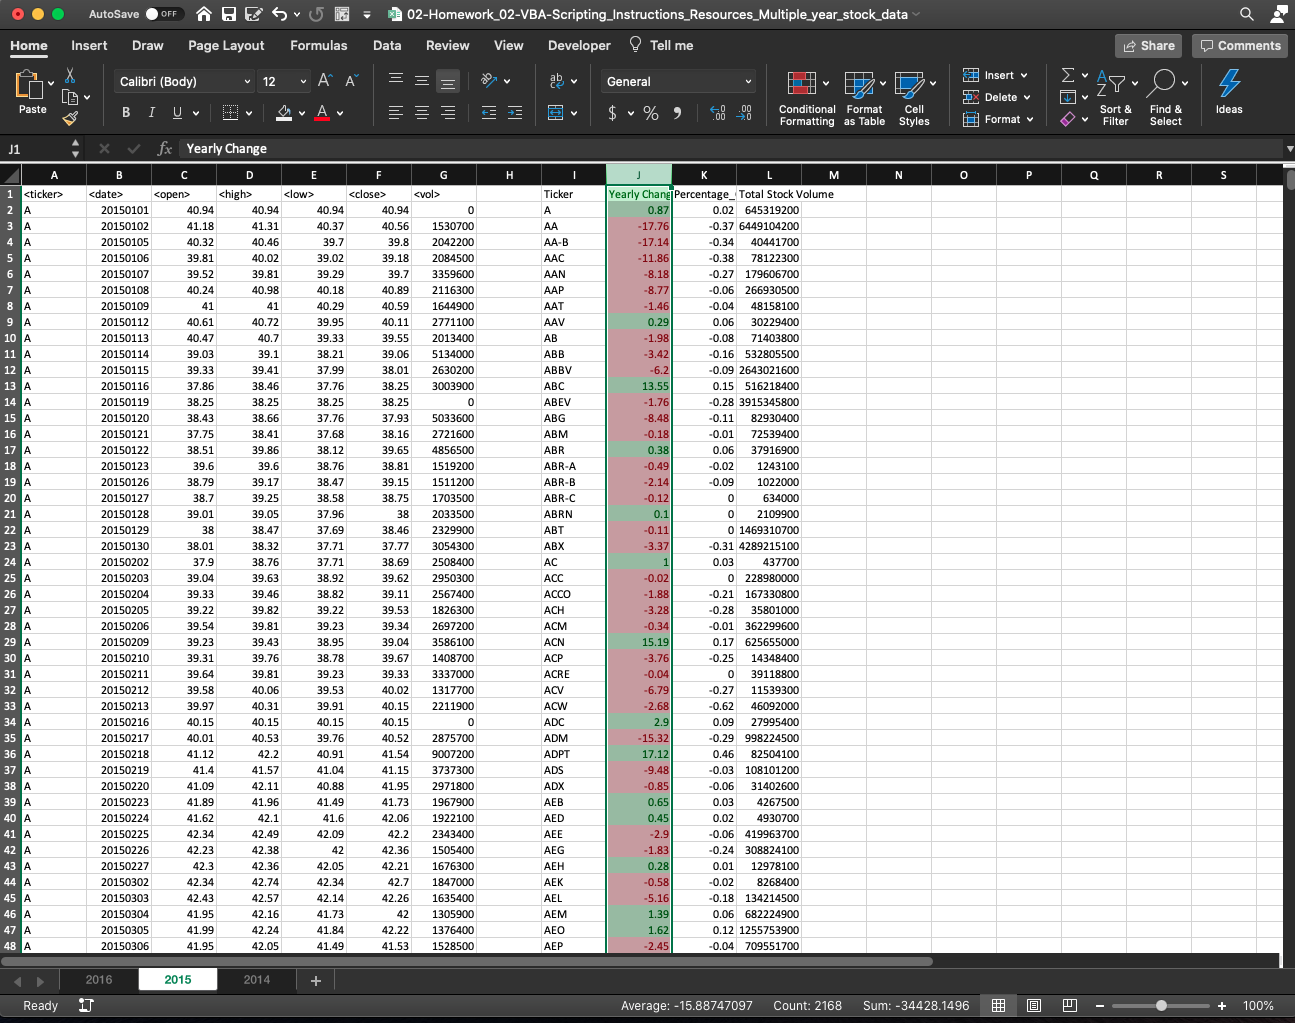 AutoSave OFF 02-Homework_02-VBA-Scripting_Instructions_Resources_Multiple_year_stock_data
Home Insert Draw Page Layout Formulas Data Review View Developer Tell me Share Comments
Paste Calibri (Body) 12 A A ab General Insert Delete Format
B I U A $ % Conditional Formatting Format as Table Cell Styles Sort & Filter Find & Select Ideas
J1 fx Yearly Change
A B C D E F G H I J K L M N O P Q R S
1 <ticker> <date> <open> <high> <low> <close> <vol> Ticker Yearly Chang Percentage_ Total Stock Volume
2 A 20150101 40.94 40.94 40.94 40.94 0 A 0.87 0.02 645319200
3 A 20150102 41.18 41.31 40.37 40.56 1530700 AA -17.76 -0.37 6449104200
4 A 20150105 40.32 40.46 39.7 39.8 2042200 AA-B -17.14 -0.34 40441700
5 A 20150106 39.81 40.02 39.02 39.18 2084500 AAC -11.86 -0.38 78122300
6 A 20150107 39.52 39.81 39.29 39.7 3359600 AAN -8.18 -0.27 179606700
7 A 20150108 40.24 40.98 40.18 40.89 2116300 AAP -8.77 -0.06 266930500
8 A 20150109 41 41 40.29 40.59 1644900 AAT -1.46 -0.04 48158100
9 A 20150112 40.61 40.72 39.95 40.11 2771100 AAV 0.29 0.06 30229400
10 A 20150113 40.47 40.7 39.33 39.55 2013400 AB -1.98 -0.08 71403800
11 A 20150114 39.03 39.1 38.21 39.06 5134000 ABB -3.42 -0.16 532805500
12 A 20150115 39.33 39.41 37.99 38.01 2630200 ABBV -6.2 -0.09 2643021600
13 A 20150116 37.86 38.46 37.76 38.25 3003900 ABC 13.55 0.15 516218400
14 A 20150119 38.25 38.25 38.25 38.25 0 ABEV -1.76 -0.28 3915345800
15 A 20150120 38.43 38.66 37.76 37.93 5033600 ABG -8.48 -0.11 82930400
16 A 20150121 37.75 38.41 37.68 38.16 2721600 ABM -0.18 -0.01 72539400
17 A 20150122 38.51 39.86 38.12 39.65 4856500 ABR 0.38 0.06 37916900
18 A 20150123 39.6 39.6 38.76 38.81 1519200 ABR-A -0.49 -0.02 1243100
19 A 20150126 38.79 39.17 38.47 39.15 1511200 ABR-B -2.14 -0.09 1022000
20 A 20150127 38.7 39.25 38.58 38.75 1703500 ABR-C -0.12 0 634000
21 A 20150128 39.01 39.05 37.96 38 2033500 ABRN 0.1 0 2109900
22 A 20150129 38 38.47 37.69 38.46 2329900 ABT -0.11 0 1469310700
23 A 20150130 38.01 38.32 37.71 37.77 3054300 ABX -3.37 -0.31 4289215100
24 A 20150202 37.9 38.76 37.71 38.69 2508400 AC 1 0.03 437700
25 A 20150203 39.04 39.63 38.92 39.62 2950300 ACC -0.02 0 228980000
26 A 20150204 39.33 39.46 38.82 39.11 2567400 ACCO -1.88 -0.21 167330800
27 A 20150205 39.22 39.82 39.22 39.53 1826300 ACH -3.28 -0.28 35801000
28 A 20150206 39.54 39.81 39.23 39.34 2697200 ACM -0.34 -0.01 362299600
29 A 20150209 39.23 39.43 38.95 39.04 3586100 ACN 15.19 0.17 625655000
30 A 20150210 39.31 39.76 38.78 39.67 1408700 ACP -3.76 -0.25 14348400
31 A 20150211 39.64 39.81 39.23 39.33 3337000 ACRE -0.04 0 39118800
32 A 20150212 39.58 40.06 39.53 40.02 1317700 ACV -6.79 -0.27 11539300
33 A 20150213 39.97 40.31 39.91 40.15 2211900 ACW -2.68 -0.62 46092000
34 A 20150216 40.15 40.15 40.15 40.15 0 ADC 2.9 0.09 27995400
35 A 20150217 40.01 40.53 39.76 40.52 2875700 ADM -15.32 -0.29 998224500
36 A 20150218 41.12 42.2 40.91 41.54 9007200 ADPT 17.12 0.46 82504100
37 A 20150219 41.4 41.57 41.04 41.15 3737300 ADS -9.48 -0.03 108101200
38 A 20150220 41.09 42.11 40.88 41.95 2971800 ADX -0.85 -0.06 31402600
39 A 20150223 41.89 41.96 41.49 41.73 1967900 AEB 0.65 0.03 4267500
40 A 20150224 41.62 42.1 41.6 42.06 1922100 AED 0.45 0.02 4930700
41 A 20150225 42.34 42.49 42.09 42.2 2343400 AEE -2.9 -0.06 419963700
42 A 20150226 42.23 42.38 42 42.36 1505400 AEG -1.83 -0.24 308824100
43 A 20150227 42.3 42.36 42.05 42.21 1676300 AEH 0.28 0.01 12978100
44 A 20150302 42.34 42.74 42.34 42.7 1847000 AEK -0.58 -0.02 8268400
45 A 20150303 42.43 42.57 42.14 42.26 1635400 AEL -5.16 -0.18 134214500
46 A 20150304 41.95 42.16 41.73 42 1305900 AEM 1.39 0.06 682224900
47 A 20150305 41.99 42.24 41.84 42.22 1376400 AEO 1.62 0.12 1255753900
48 A 20150306 41.95 42.05 41.49 41.53 1528500 AEP -2.45 -0.04 709551700
2016 2015 2014 +
Ready Average: -15.88747097 Count: 2168 Sum: -34428.1496 - + 100%